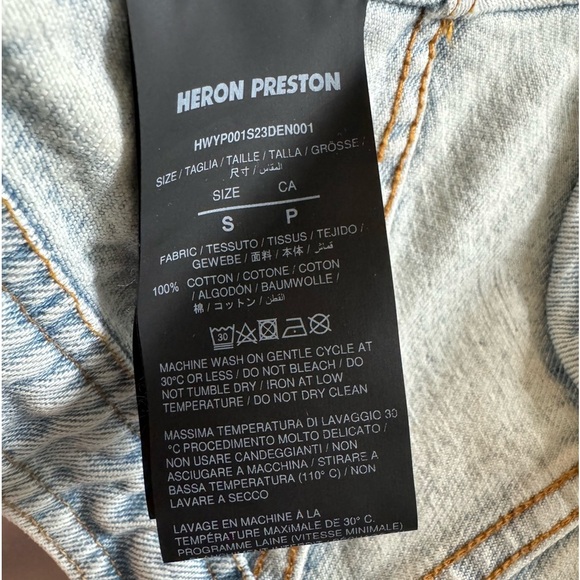 HERON PRESTON
HWYP001S23DEN001
SIZE / TAGLIA / TAILLE / TALLA / GRÖSSE /
尺寸 / المقاس /
SIZE CA
S P
FABRIC / TESSUTO / TISSUS / TEJIDO /
GEWEBE / 面料 / 本体 / قماش /
100% COTTON / COTONE / COTON
/ ALGODÓN / BAUMWOLLE /
棉 / コットン / القطن /
30
MACHINE WASH ON GENTLE CYCLE AT
30°C OR LESS / DO NOT BLEACH / DO
NOT TUMBLE DRY / IRON AT LOW
TEMPERATURE / DO NOT DRY CLEAN
MASSIMA TEMPERATURA DI LAVAGGIO 30
°C PROCEDIMENTO MOLTO DELICATO /
NON USARE CANDEGGIANTI / NON
ASCIUGARE A MACCHINA / STIRARE A
BASSA TEMPERATURA (110° C) / NON
LAVARE A SECCO
LAVAGE EN MACHINE À LA
TEMPÉRATURE MAXIMALE DE 30° C.
PROGRAMME LAINE (VITESSE MINIMALE)